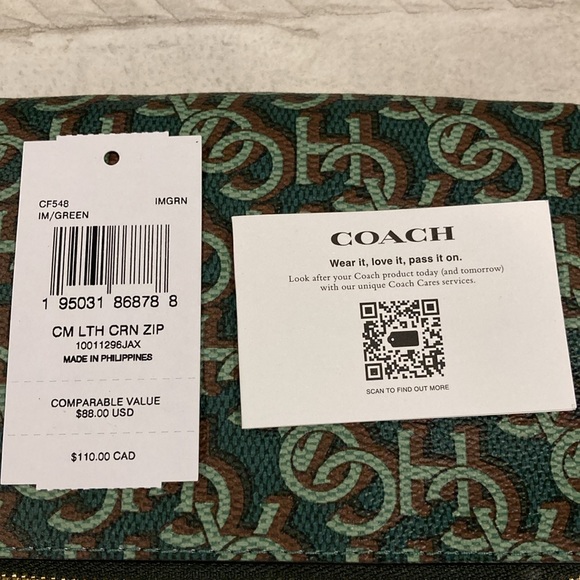 CF548 IMGRN
IM/GREEN
1 95031 86878 8
CM LTH CRN ZIP
10011296JAX
MADE IN PHILIPPINES
COMPARABLE VALUE
$88.00 USD
$110.00 CAD
COACH
Wear it, love it, pass it on.
Look after your Coach product today (and tomorrow)
with our unique Coach Cares services.
SCAN TO FIND OUT MORE